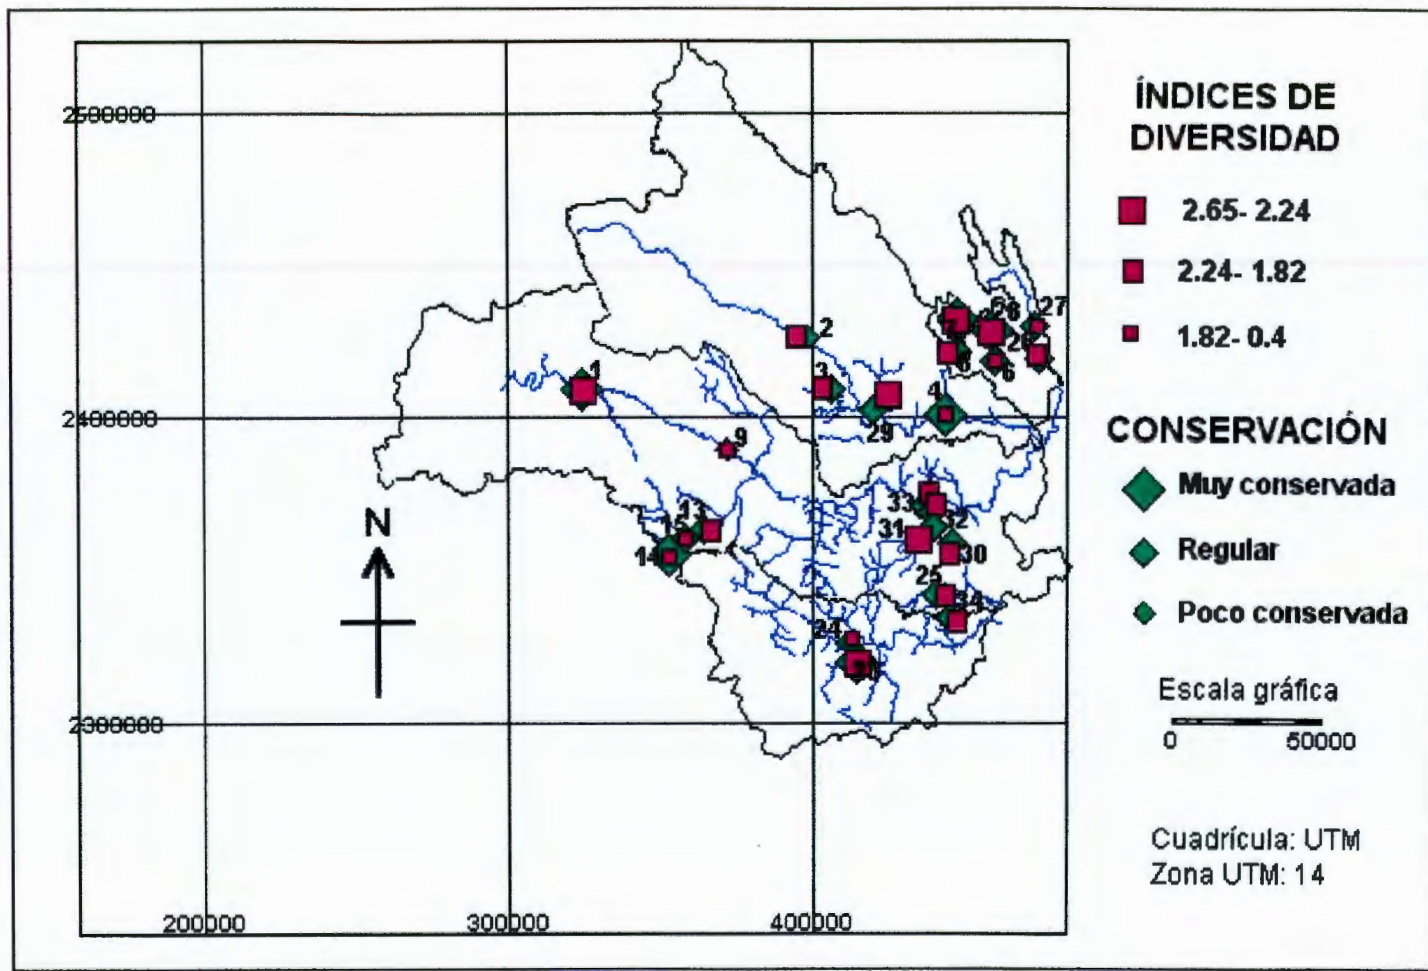 2500000
2400000
2300000
200000
300000
400000
N
1
2
3
4
29
9
13
15
14
27
6
33
32
31
30
25
34
24
ÍNDICES DE
DIVERSIDAD
2.65- 2.24
2.24- 1.82
1.82- 0.4
CONSERVACIÓN
Muy conservada
Regular
Poco conservada
Escala gráfica
0 50000
Cuadrícula: UTM
Zona UTM: 14